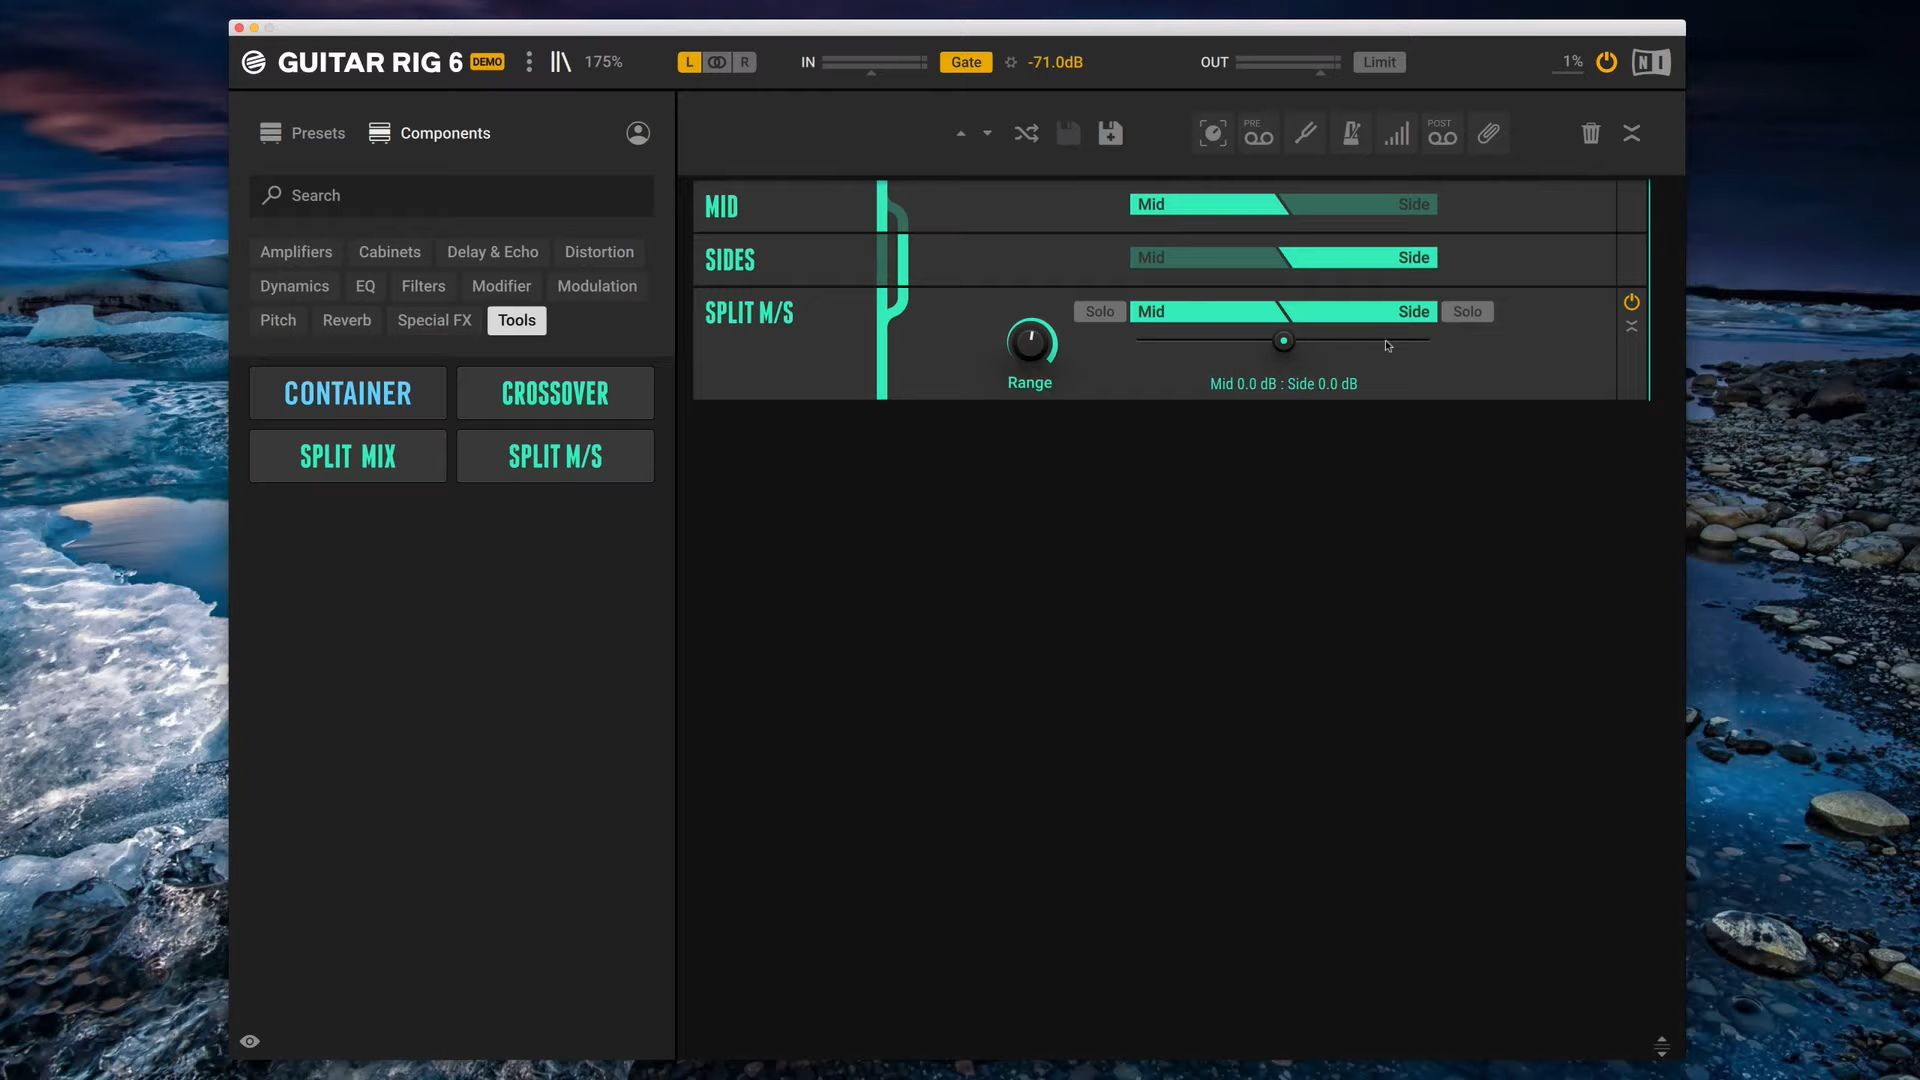 GUITAR RIG 6 DEMO 175% L R IN Gate -71.0dB OUT Limit 1% NI
Presets Components PRE POST
Search
Amplifiers Cabinets Delay & Echo Distortion
Dynamics EQ Filters Modifier Modulation
Pitch Reverb Special FX Tools
CONTAINER CROSSOVER
SPLIT MIX SPLIT M/S
MID Mid Side
SIDES Mid Side
SPLIT M/S Solo Mid Side Solo
Range Mid 0.0 dB : Side 0.0 dB